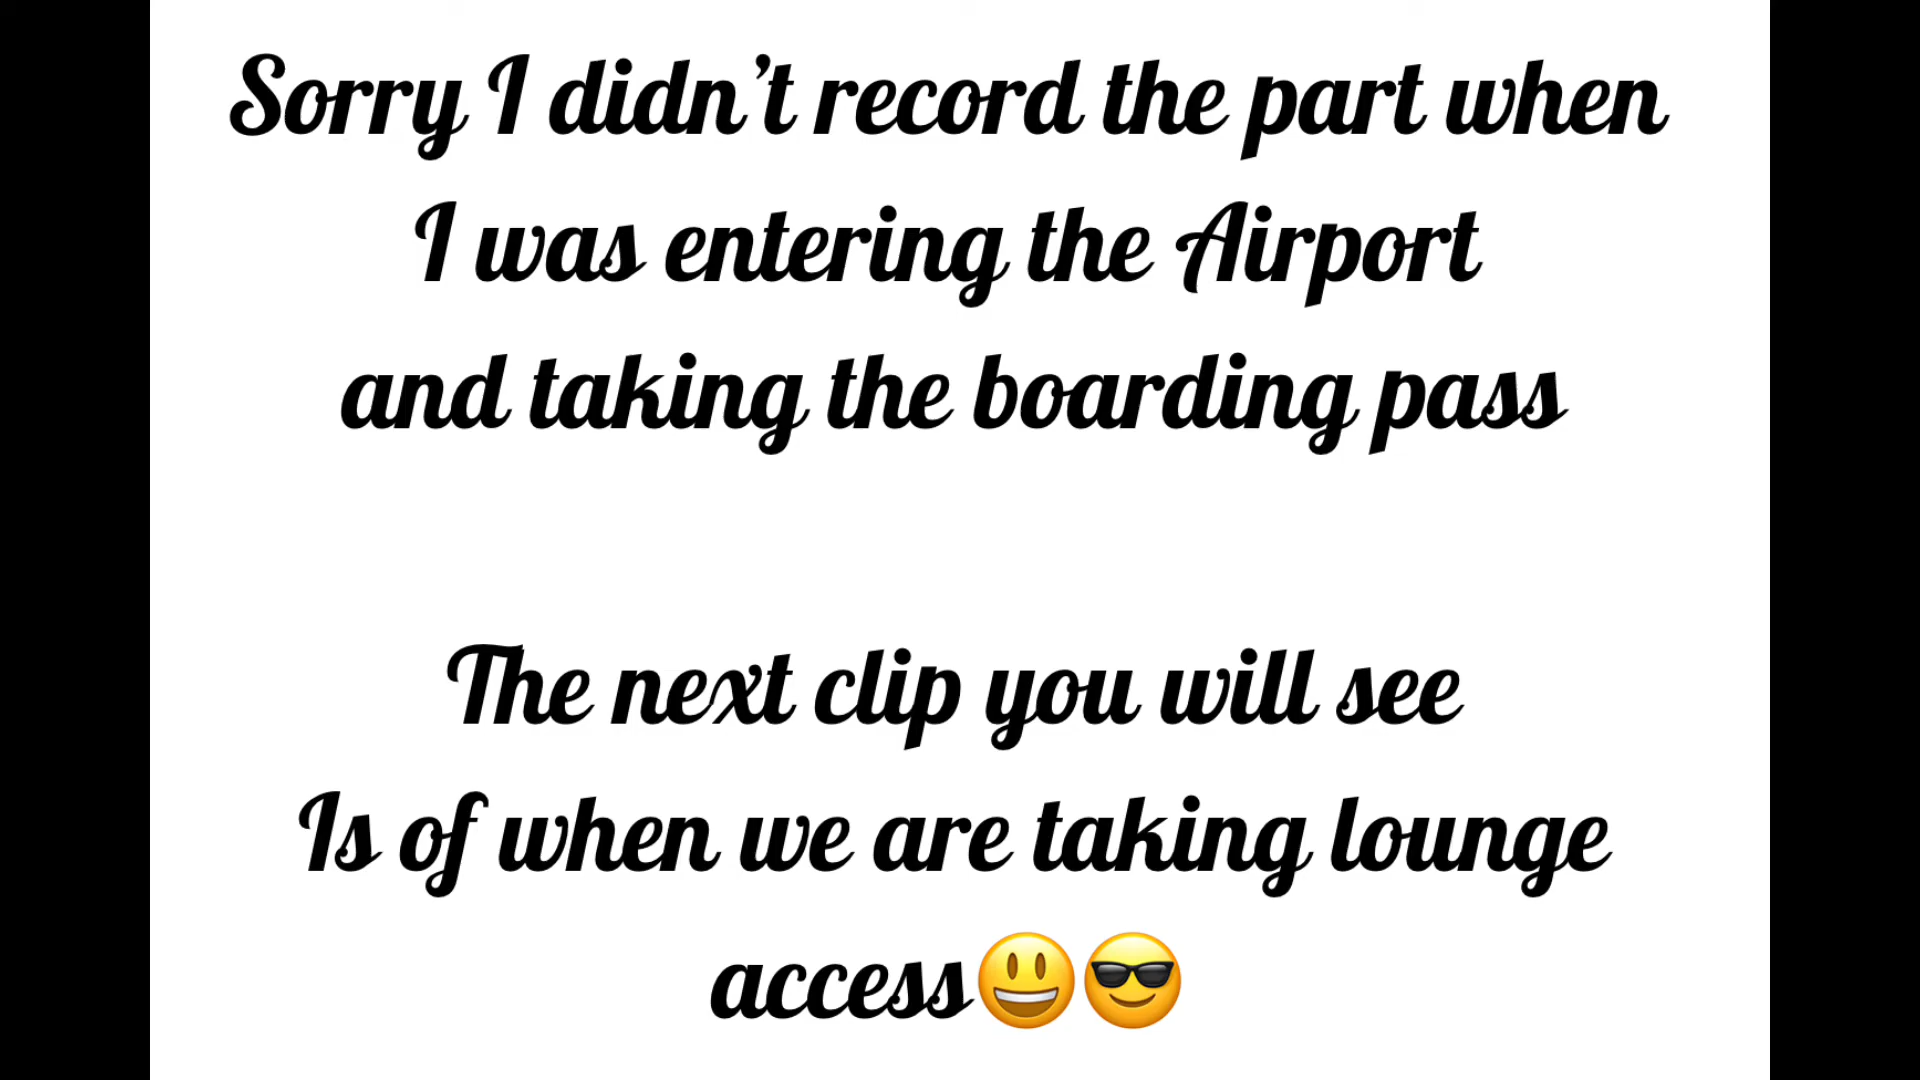 Sorry I didn’t record the part when
I was entering the Airport
and taking the boarding pass
The next clip you will see
Is of when we are taking lounge
access😃😎